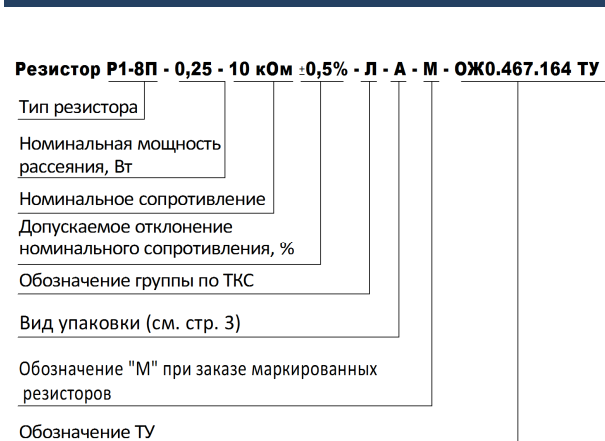 Резистор Р1-8П - 0,25 - 10 кОм ±0,5% - Л - А - М - ОЖ0.467.164 ТУ
Тип резистора
Номинальная мощность
рассеяния, Вт
Номинальное сопротивление
Допускаемое отклонение
номинального сопротивления, %
Обозначение группы по ТКС
Вид упаковки (см. стр. 3)
Обозначение "М" при заказе маркированных
резисторов
Обозначение ТУ